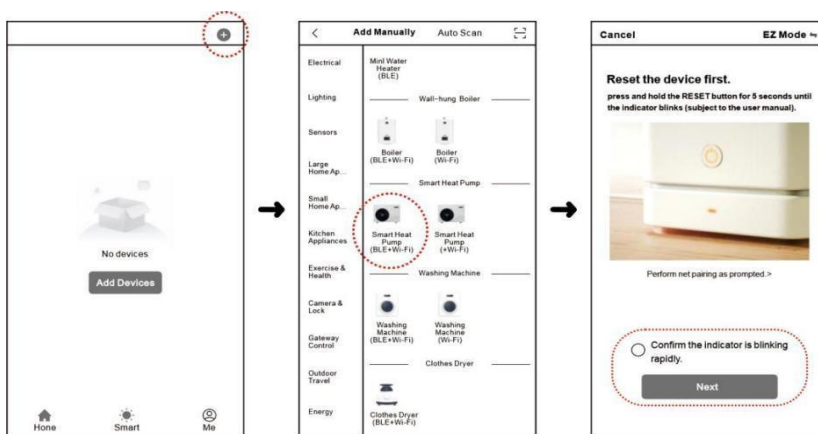 No devices
Add Devices
Hone
Smart
Me
Add Manually
Auto Scan
Electrical
Lighting
Sensors
Large
Home Ap...
Small
Home Ap...
Kitchen
Appliances
Exercise &
Health
Camera &
Lock
Gateway
Control
Outdoor
Travel
Energy
Minl Water
Heater
(BLE)
Wall-hung Boiler
Boiler
(BLE+Wi-Fi)
Boiler
(Wi-Fi)
Smart Heat Pump
Smart Heat
Pump
(BLE+Wi-Fi)
Smart Heat
Pump
(+Wi-Fi)
Washing Machine
Washing
Machine
(BLE+Wi-Fi)
Washing
Machine
(Wi-Fi)
Clothes Dryer
Clothes Dryer
(BLE+Wi-Fi)
Cancel
EZ Mode
Reset the device first.
press and hold the RESET button for 5 seconds until
the indicator blinks (subject to the user manual).
Perform net pairing as prompted.>
Confirm the indicator is blinking
rapidly.
Next